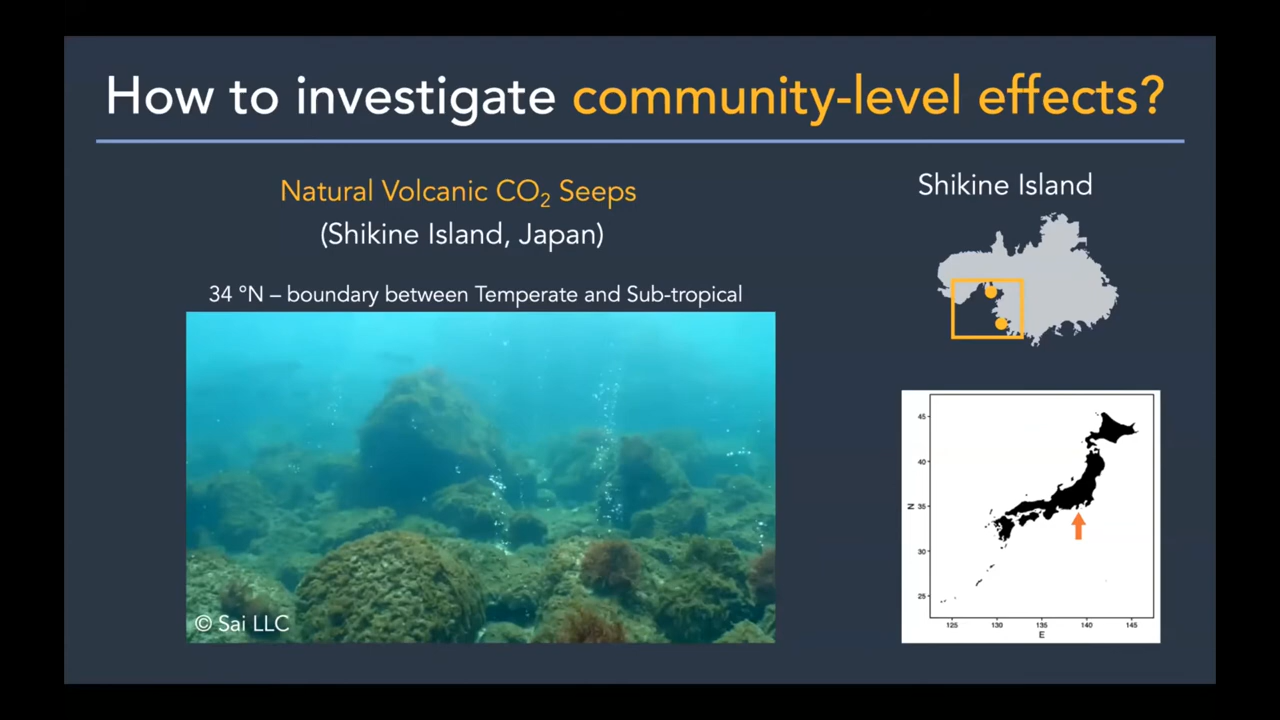 How to investigate community-level effects?
Natural Volcanic CO₂ Seeps
(Shikine Island, Japan)
34 °N – boundary between Temperate and Sub-tropical
© Sai LLC
Shikine Island
45
40
35
30
25
N
125 130 135 140 145
E